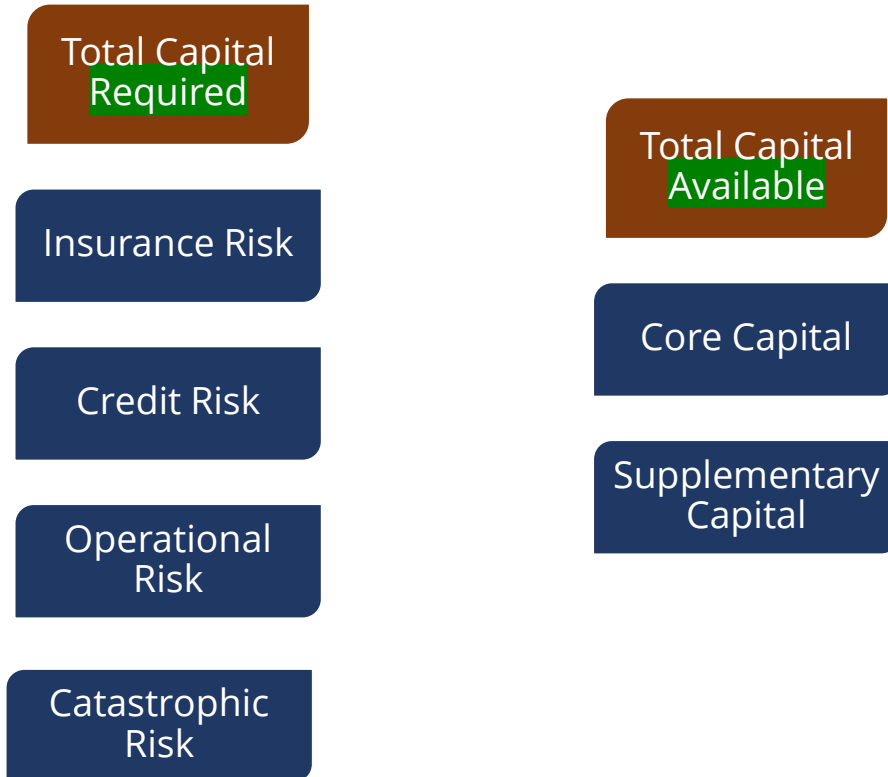 Total Capital
Required
Insurance Risk
Credit Risk
Operational
Risk
Catastrophic
Risk
Total Capital
Available
Core Capital
Supplementary
Capital